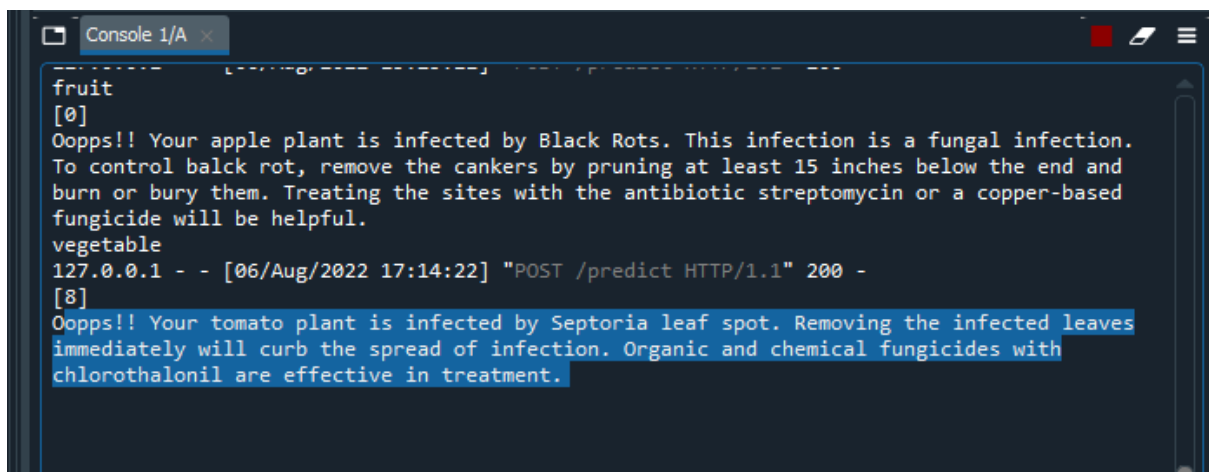 Console 1/A
fruit
[0]
Oopps!! Your apple plant is infected by Black Rots. This infection is a fungal infection.
To control balck rot, remove the cankers by pruning at least 15 inches below the end and
burn or bury them. Treating the sites with the antibiotic streptomycin or a copper-based
fungicide will be helpful.
vegetable
127.0.0.1 - - [06/Aug/2022 17:14:22] "POST /predict HTTP/1.1" 200 -
[8]
Oopps!! Your tomato plant is infected by Septoria leaf spot. Removing the infected leaves
immediately will curb the spread of infection. Organic and chemical fungicides with
chlorothalonil are effective in treatment.